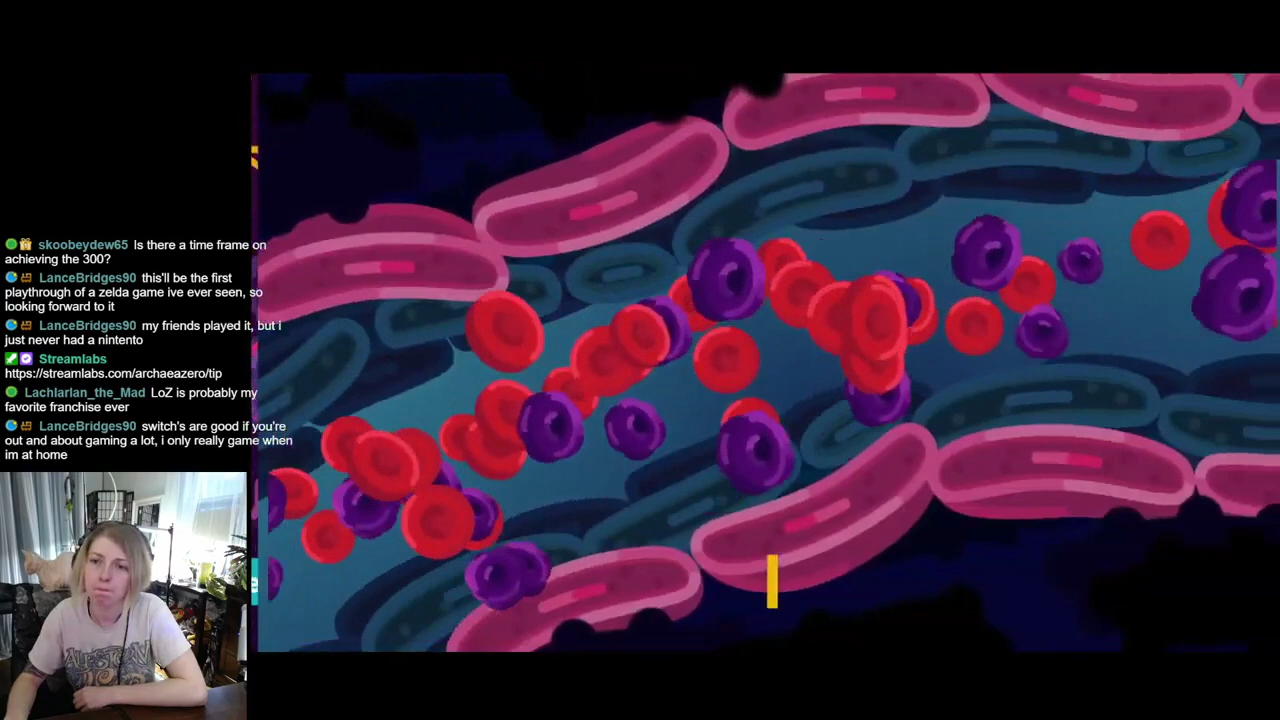 skoobeydew65 Is there a time frame on
achieving the 300?
LanceBridges90 this'll be the first
playthrough of a zelda game ive ever seen, so
looking forward to it
LanceBridges90 my friends played it, but i
just never had a nintento
Streamlabs
https://streamlabs.com/archaeazero/tip
Lachlarlan_the_Mad LoZ is probably my
favorite franchise ever
LanceBridges90 switch's are good if you're
out and about gaming a lot, i only really game when
im at home
ALESTORM